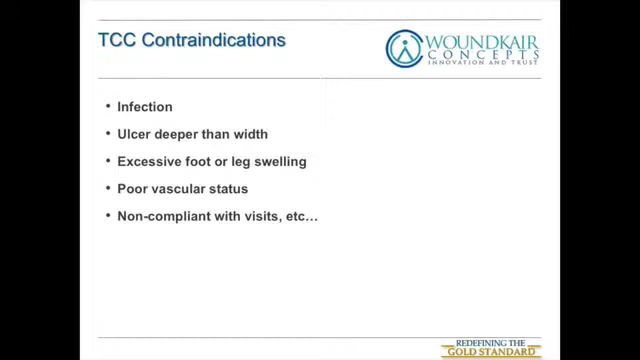 TCC Contraindications
WOUNDKAIR
CONCEPTS
INNOVATION AND TRUST
• Infection
• Ulcer deeper than width
• Excessive foot or leg swelling
• Poor vascular status
• Non-compliant with visits, etc…
REDEFINING THE
GOLD STANDARD